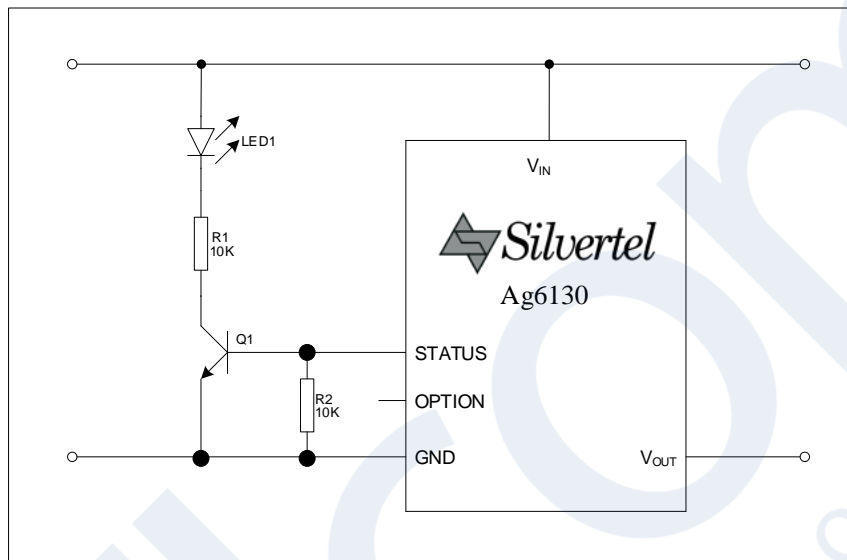 LED1
V_IN
R1
10K
Silvertel
Ag6130
Q1
STATUS
R2
10K
OPTION
GND
V_OUT